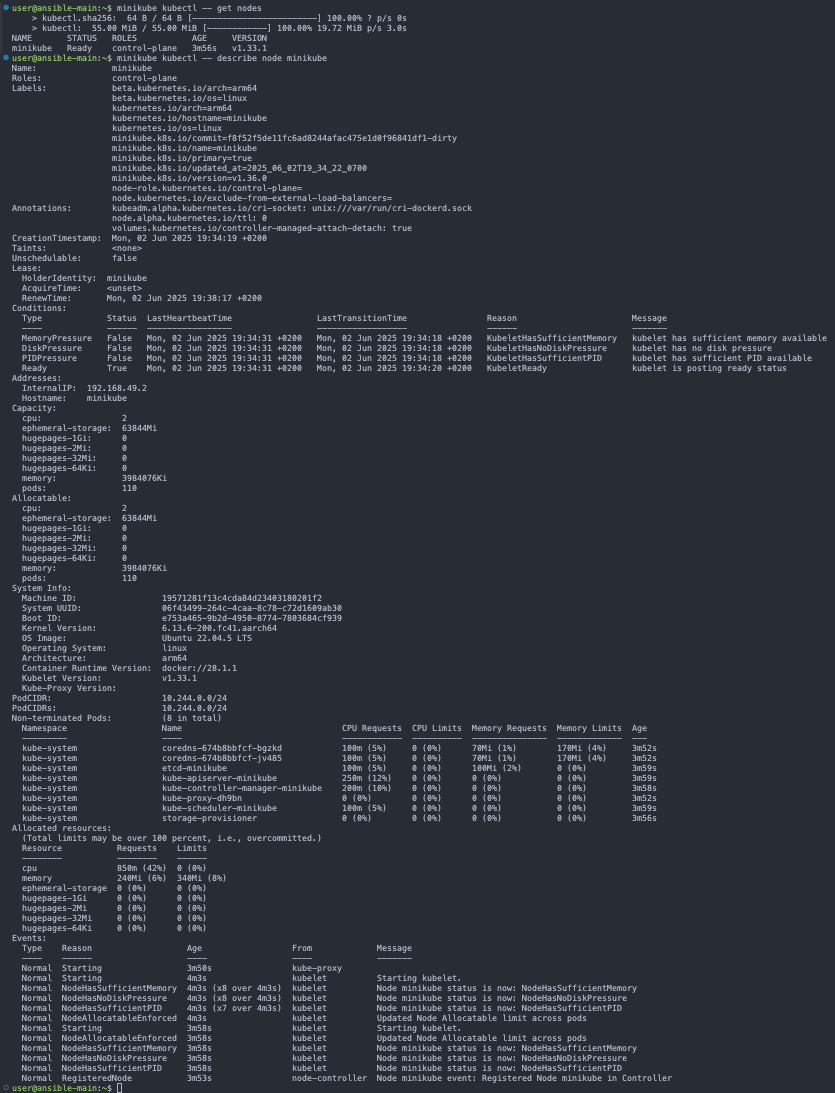 user@ansible-main:~$ minikube kubectl -- get nodes
    > kubectl.sha256:  64 B / 64 B [-------------------------] 100.00% ? p/s 0s
    > kubectl:  55.00 MiB / 55.00 MiB [------------] 100.00% 19.72 MiB p/s 3.0s
NAME       STATUS   ROLES           AGE     VERSION
minikube   Ready    control-plane   3m56s   v1.33.1
user@ansible-main:~$ minikube kubectl -- describe node minikube
Name:               minikube
Roles:              control-plane
Labels:             beta.kubernetes.io/arch=arm64
                    beta.kubernetes.io/os=linux
                    kubernetes.io/arch=arm64
                    kubernetes.io/hostname=minikube
                    kubernetes.io/os=linux
                    minikube.k8s.io/commit=f8f52f5de11fc6ad8244afac475e1d0f96841df1-dirty
                    minikube.k8s.io/name=minikube
                    minikube.k8s.io/primary=true
                    minikube.k8s.io/updated_at=2025_06_02T19_34_22_0700
                    minikube.k8s.io/version=v1.36.0
                    node-role.kubernetes.io/control-plane=
                    node.kubernetes.io/exclude-from-external-load-balancers=
Annotations:        kubeadm.alpha.kubernetes.io/cri-socket: unix:///var/run/cri-dockerd.sock
                    node.alpha.kubernetes.io/ttl: 0
                    volumes.kubernetes.io/controller-managed-attach-detach: true
CreationTimestamp:  Mon, 02 Jun 2025 19:34:19 +0200
Taints:             <none>
Unschedulable:      false
Lease:
  HolderIdentity:  minikube
  AcquireTime:     <unset>
  RenewTime:       Mon, 02 Jun 2025 19:38:17 +0200
Conditions:
  Type             Status  LastHeartbeatTime                 LastTransitionTime                Reason                       Message
  ----             ------  -----------------                 ------------------                ------                       -------
  MemoryPressure   False   Mon, 02 Jun 2025 19:34:31 +0200   Mon, 02 Jun 2025 19:34:18 +0200   KubeletHasSufficientMemory   kubelet has sufficient memory available
  DiskPressure     False   Mon, 02 Jun 2025 19:34:31 +0200   Mon, 02 Jun 2025 19:34:18 +0200   KubeletHasNoDiskPressure     kubelet has no disk pressure
  PIDPressure      False   Mon, 02 Jun 2025 19:34:31 +0200   Mon, 02 Jun 2025 19:34:18 +0200   KubeletHasSufficientPID      kubelet has sufficient PID available
  Ready            True    Mon, 02 Jun 2025 19:34:31 +0200   Mon, 02 Jun 2025 19:34:20 +0200   KubeletReady                 kubelet is posting ready status
Addresses:
  InternalIP:  192.168.49.2
  Hostname:    minikube
Capacity:
  cpu:                2
  ephemeral-storage:  63844Mi
  hugepages-1Gi:      0
  hugepages-2Mi:      0
  hugepages-32Mi:     0
  hugepages-64Ki:     0
  memory:             3984076Ki
  pods:               110
Allocatable:
  cpu:                2
  ephemeral-storage:  63844Mi
  hugepages-1Gi:      0
  hugepages-2Mi:      0
  hugepages-32Mi:     0
  hugepages-64Ki:     0
  memory:             3984076Ki
  pods:               110
System Info:
  Machine ID:                 19571281f13c4cda84d23403180201f2
  System UUID:                06f43499-264c-4caa-8c78-c72d1609ab30
  Boot ID:                    e753a465-9b2d-4950-8774-7803684cf939
  Kernel Version:             6.13.6-200.fc41.aarch64
  OS Image:                   Ubuntu 22.04.5 LTS
  Operating System:           linux
  Architecture:               arm64
  Container Runtime Version:  docker://28.1.1
  Kubelet Version:            v1.33.1
  Kube-Proxy Version:
PodCIDR:                      10.244.0.0/24
PodCIDRs:                     10.244.0.0/24
Non-terminated Pods:          (8 in total)
  Namespace                   Name                                CPU Requests  CPU Limits  Memory Requests  Memory Limits  Age
  ---------                   ----                                ------------  ----------  ---------------  -------------  ---
  kube-system                 coredns-674b8bbfcf-bgzkd            100m (5%)     0 (0%)      70Mi (1%)        170Mi (4%)     3m52s
  kube-system                 coredns-674b8bbfcf-jv485            100m (5%)     0 (0%)      70Mi (1%)        170Mi (4%)     3m52s
  kube-system                 etcd-minikube                       100m (5%)     0 (0%)      100Mi (2%)       0 (0%)         3m59s
  kube-system                 kube-apiserver-minikube             250m (12%)    0 (0%)      0 (0%)           0 (0%)         3m59s
  kube-system                 kube-controller-manager-minikube    200m (10%)    0 (0%)      0 (0%)           0 (0%)         3m58s
  kube-system                 kube-proxy-dh9bn                    0 (0%)        0 (0%)      0 (0%)           0 (0%)         3m52s
  kube-system                 kube-scheduler-minikube             100m (5%)     0 (0%)      0 (0%)           0 (0%)         3m59s
  kube-system                 storage-provisioner                 0 (0%)        0 (0%)      0 (0%)           0 (0%)         3m56s
Allocated resources:
  (Total limits may be over 100 percent, i.e., overcommitted.)
  Resource           Requests    Limits
  --------           --------    ------
  cpu                850m (42%)  0 (0%)
  memory             240Mi (6%)  340Mi (8%)
  ephemeral-storage  0 (0%)      0 (0%)
  hugepages-1Gi      0 (0%)      0 (0%)
  hugepages-2Mi      0 (0%)      0 (0%)
  hugepages-32Mi     0 (0%)      0 (0%)
  hugepages-64Ki     0 (0%)      0 (0%)
Events:
  Type    Reason                   Age                  From             Message
  ----    ------                   ----                 ----             -------
  Normal  Starting                 3m50s                kube-proxy
  Normal  Starting                 4m3s                 kubelet          Starting kubelet.
  Normal  NodeHasSufficientMemory  4m3s (x8 over 4m3s)  kubelet          Node minikube status is now: NodeHasSufficientMemory
  Normal  NodeHasNoDiskPressure    4m3s (x8 over 4m3s)  kubelet          Node minikube status is now: NodeHasNoDiskPressure
  Normal  NodeHasSufficientPID     4m3s (x7 over 4m3s)  kubelet          Node minikube status is now: NodeHasSufficientPID
  Normal  NodeAllocatableEnforced  4m3s                 kubelet          Updated Node Allocatable limit across pods
  Normal  Starting                 3m58s                kubelet          Starting kubelet.
  Normal  NodeAllocatableEnforced  3m58s                kubelet          Updated Node Allocatable limit across pods
  Normal  NodeHasSufficientMemory  3m58s                kubelet          Node minikube status is now: NodeHasSufficientMemory
  Normal  NodeHasNoDiskPressure    3m58s                kubelet          Node minikube status is now: NodeHasNoDiskPressure
  Normal  NodeHasSufficientPID     3m58s                kubelet          Node minikube status is now: NodeHasSufficientPID
  Normal  RegisteredNode           3m53s                node-controller  Node minikube event: Registered Node minikube in Controller
user@ansible-main:~$